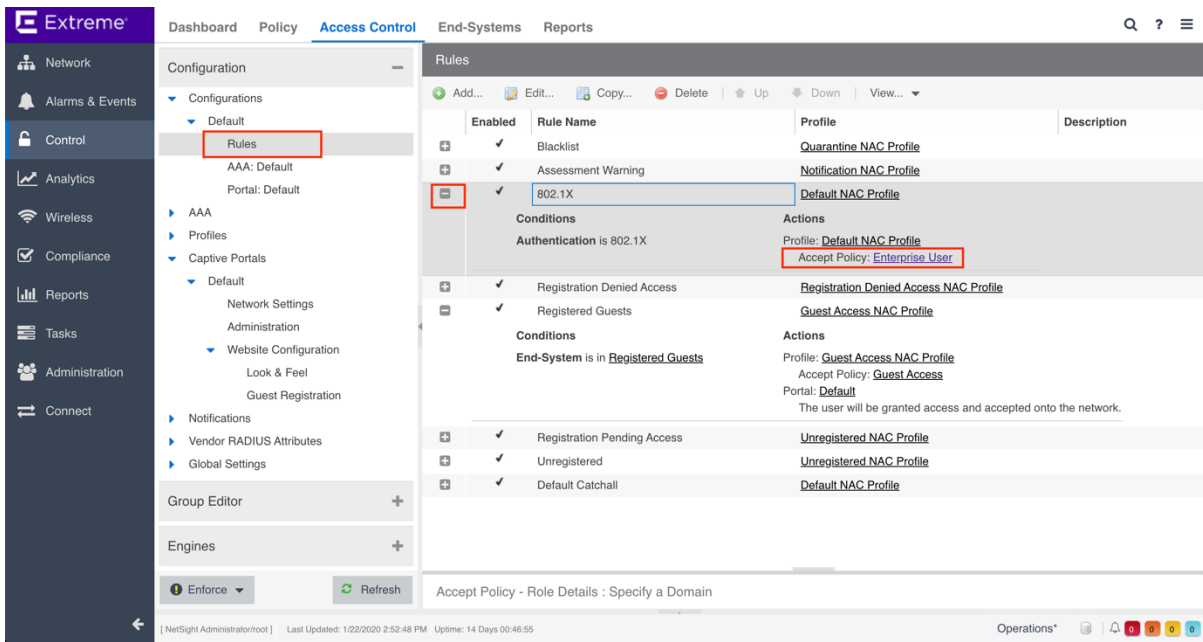 Extreme
Dashboard Policy Access Control End-Systems Reports
?
Network
Alarms & Events
Control
Analytics
Wireless
Compliance
Reports
Tasks
Administration
Connect
Configuration
Configurations
Default
Rules
AAA: Default
Portal: Default
AAA
Profiles
Captive Portals
Default
Network Settings
Administration
Website Configuration
Look & Feel
Guest Registration
Notifications
Vendor RADIUS Attributes
Global Settings
Group Editor
Engines
Enforce
Refresh
Rules
Add... Edit... Copy... Delete Up Down View...
Enabled Rule Name Profile Description
Blacklist Quarantine NAC Profile
Assessment Warning Notification NAC Profile
802.1X Default NAC Profile
Conditions Actions
Authentication is 802.1X Profile: Default NAC Profile
Accept Policy: Enterprise User
Registration Denied Access Registration Denied Access NAC Profile
Registered Guests Guest Access NAC Profile
Conditions Actions
End-System is in Registered Guests Profile: Guest Access NAC Profile
Accept Policy: Guest Access
Portal: Default
The user will be granted access and accepted onto the network.
Registration Pending Access Unregistered NAC Profile
Unregistered Unregistered NAC Profile
Default Catchall Default NAC Profile
Accept Policy - Role Details : Specify a Domain
[ NetSight Administrator/root ] Last Updated: 1/22/2020 2:52:48 PM Uptime: 14 Days 00:46:55
Operations* 0 0 0 0